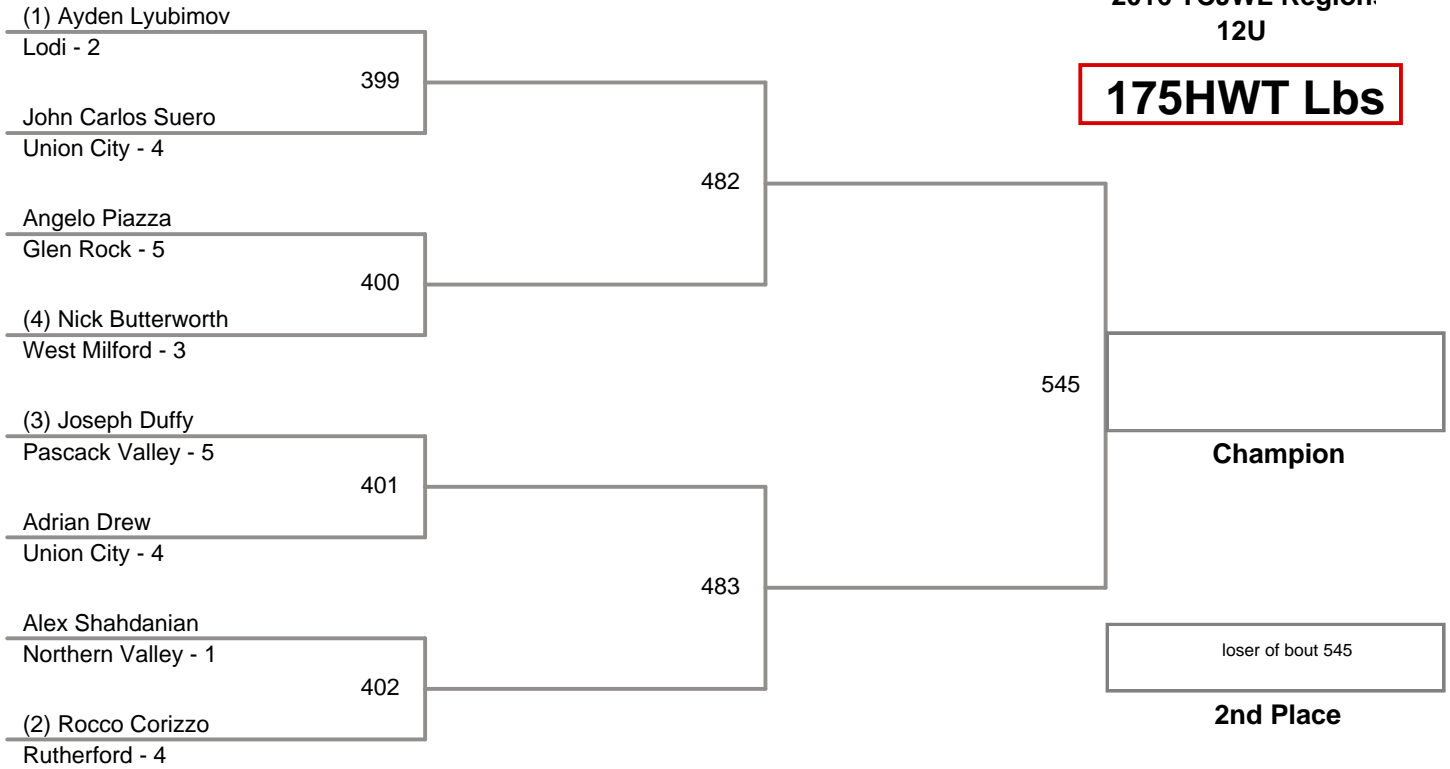 12U
175HWT Lbs
(1) Ayden Lyubimov
Lodi - 2
399
John Carlos Suero
Union City - 4
482
Angelo Piazza
Glen Rock - 5
400
(4) Nick Butterworth
West Milford - 3
545
(3) Joseph Duffy
Pascack Valley - 5
401
Champion
Adrian Drew
Union City - 4
483
Alex Shahdanian
Northern Valley - 1
402
loser of bout 545
(2) Rocco Corizzo
Rutherford - 4
2nd Place